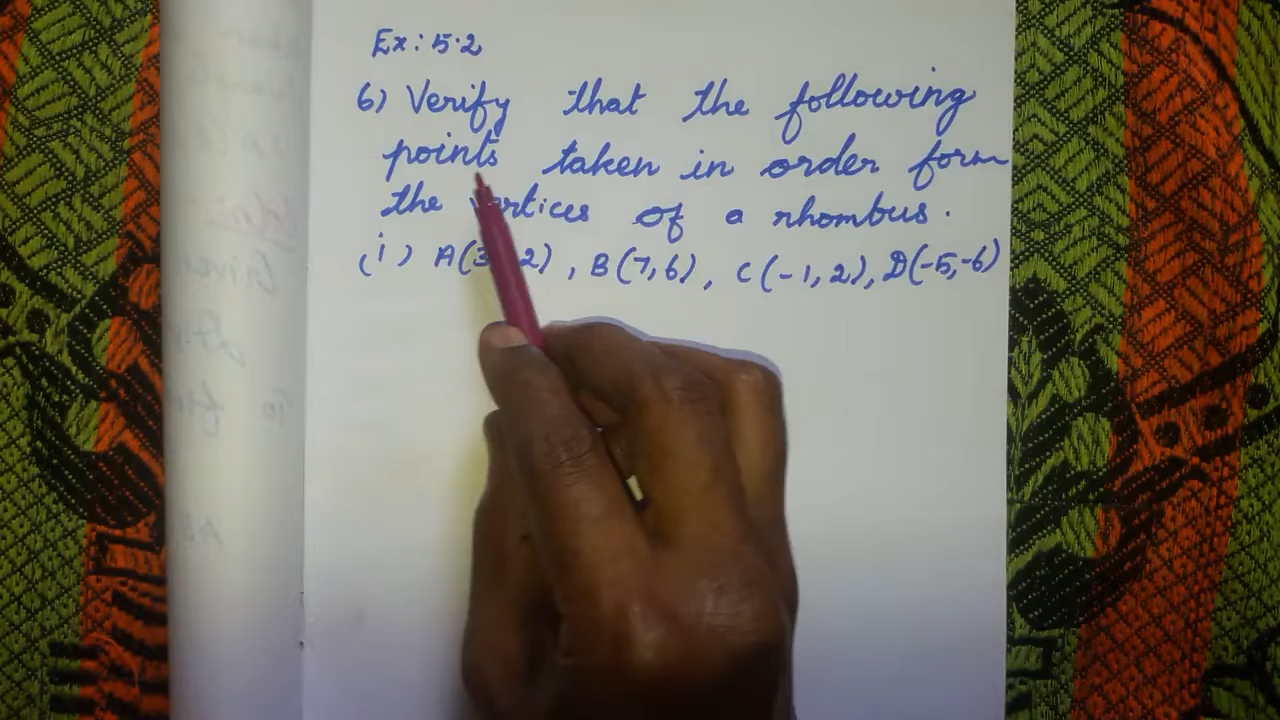 Ex: 5.2
6) Verify that the following
points taken in order form
the vertices of a rhombus.
(i) A(3 2), B(7,6), C(-1,2), D(-5,-6)